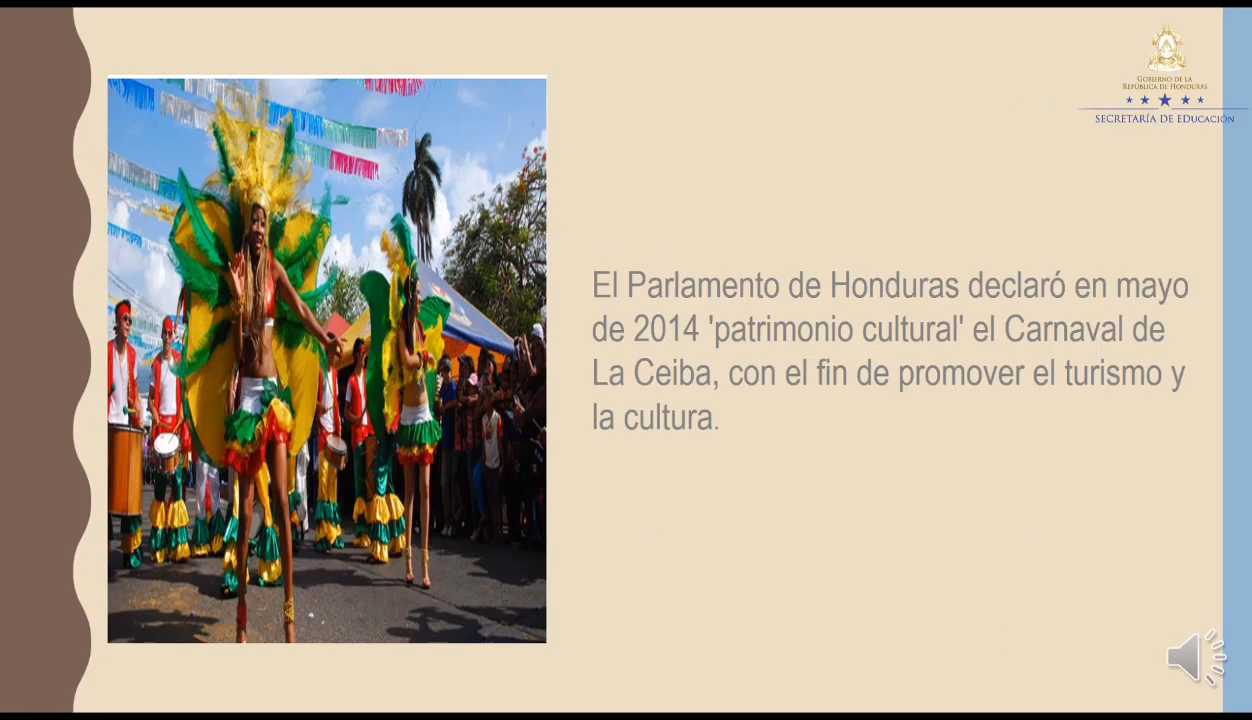 GOBIERNO DE LA
REPÚBLICA DE HONDURAS
SECRETARÍA DE EDUCACIÓN
El Parlamento de Honduras declaró en mayo
de 2014 'patrimonio cultural' el Carnaval de
La Ceiba, con el fin de promover el turismo y
la cultura.